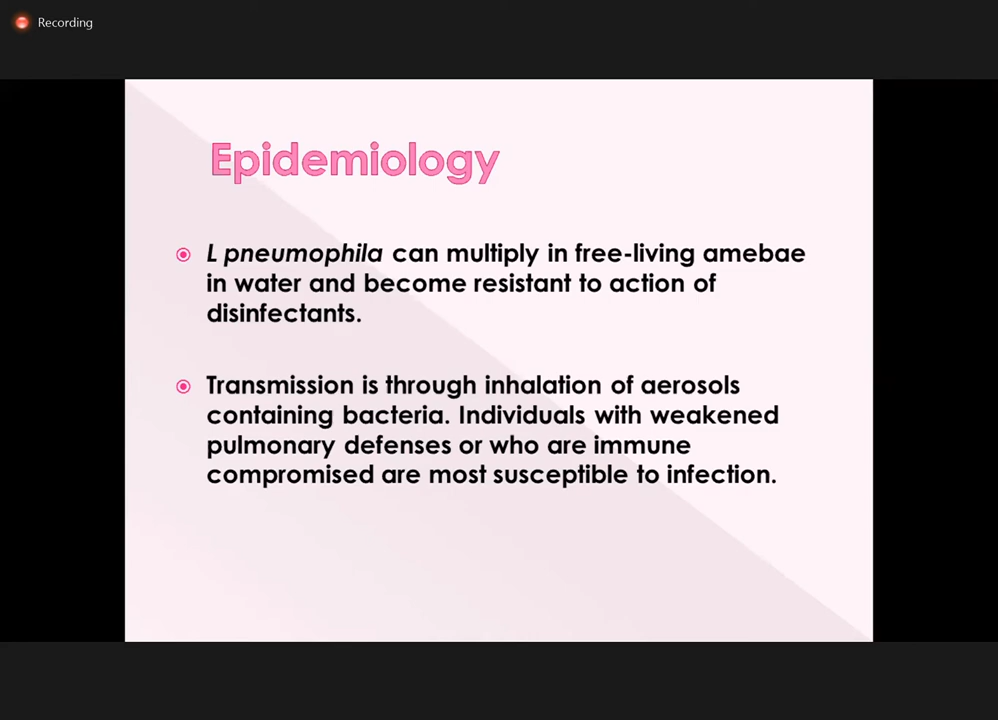 Recording
Epidemiology
L pneumophila can multiply in free-living amebae
in water and become resistant to action of
disinfectants.
Transmission is through inhalation of aerosols
containing bacteria. Individuals with weakened
pulmonary defenses or who are immune
compromised are most susceptible to infection.